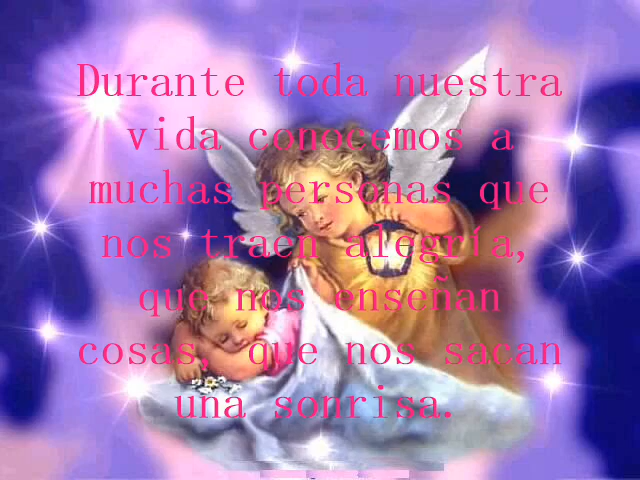 Durante toda nuestra
vida conocemos a
muchas personas que
nos traen alegría,
que nos enseñan
cosas, que nos sacan
una sonrisa.